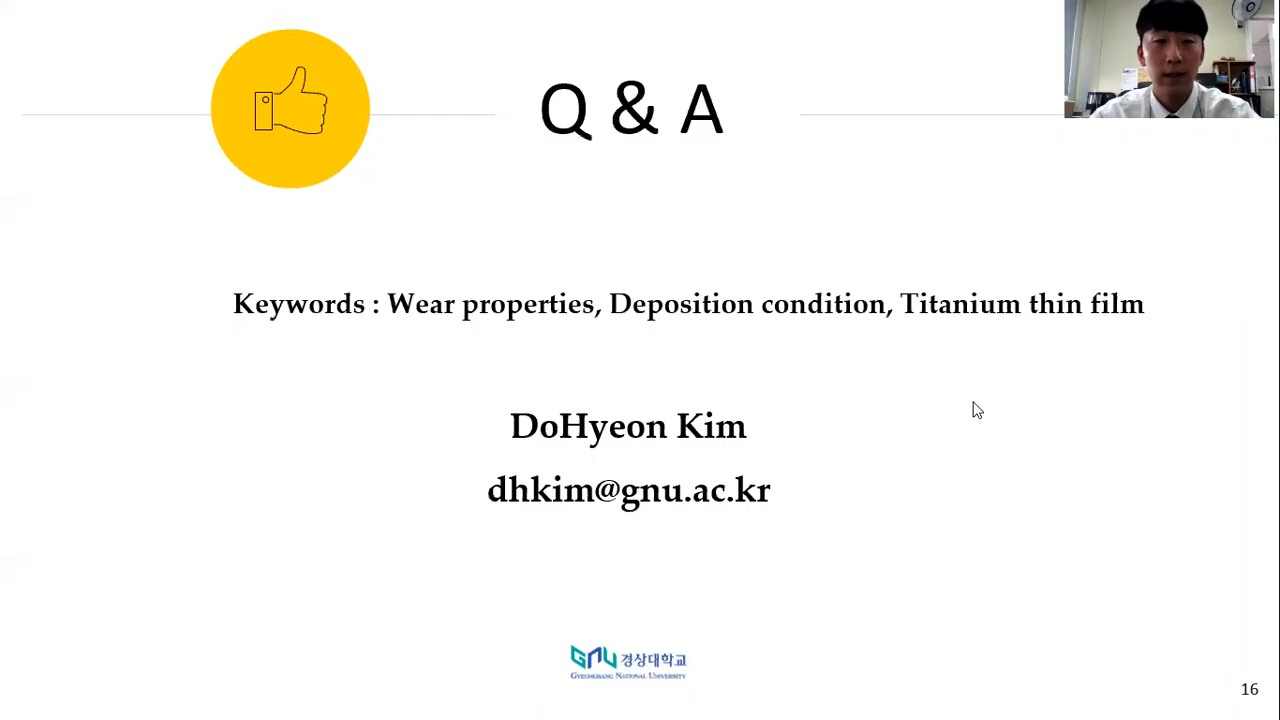 Q & A
Keywords : Wear properties, Deposition condition, Titanium thin film
DoHyeon Kim
dhkim@gnu.ac.kr
GNU 경상대학교
GYEONGSANG NATIONAL UNIVERSITY
16